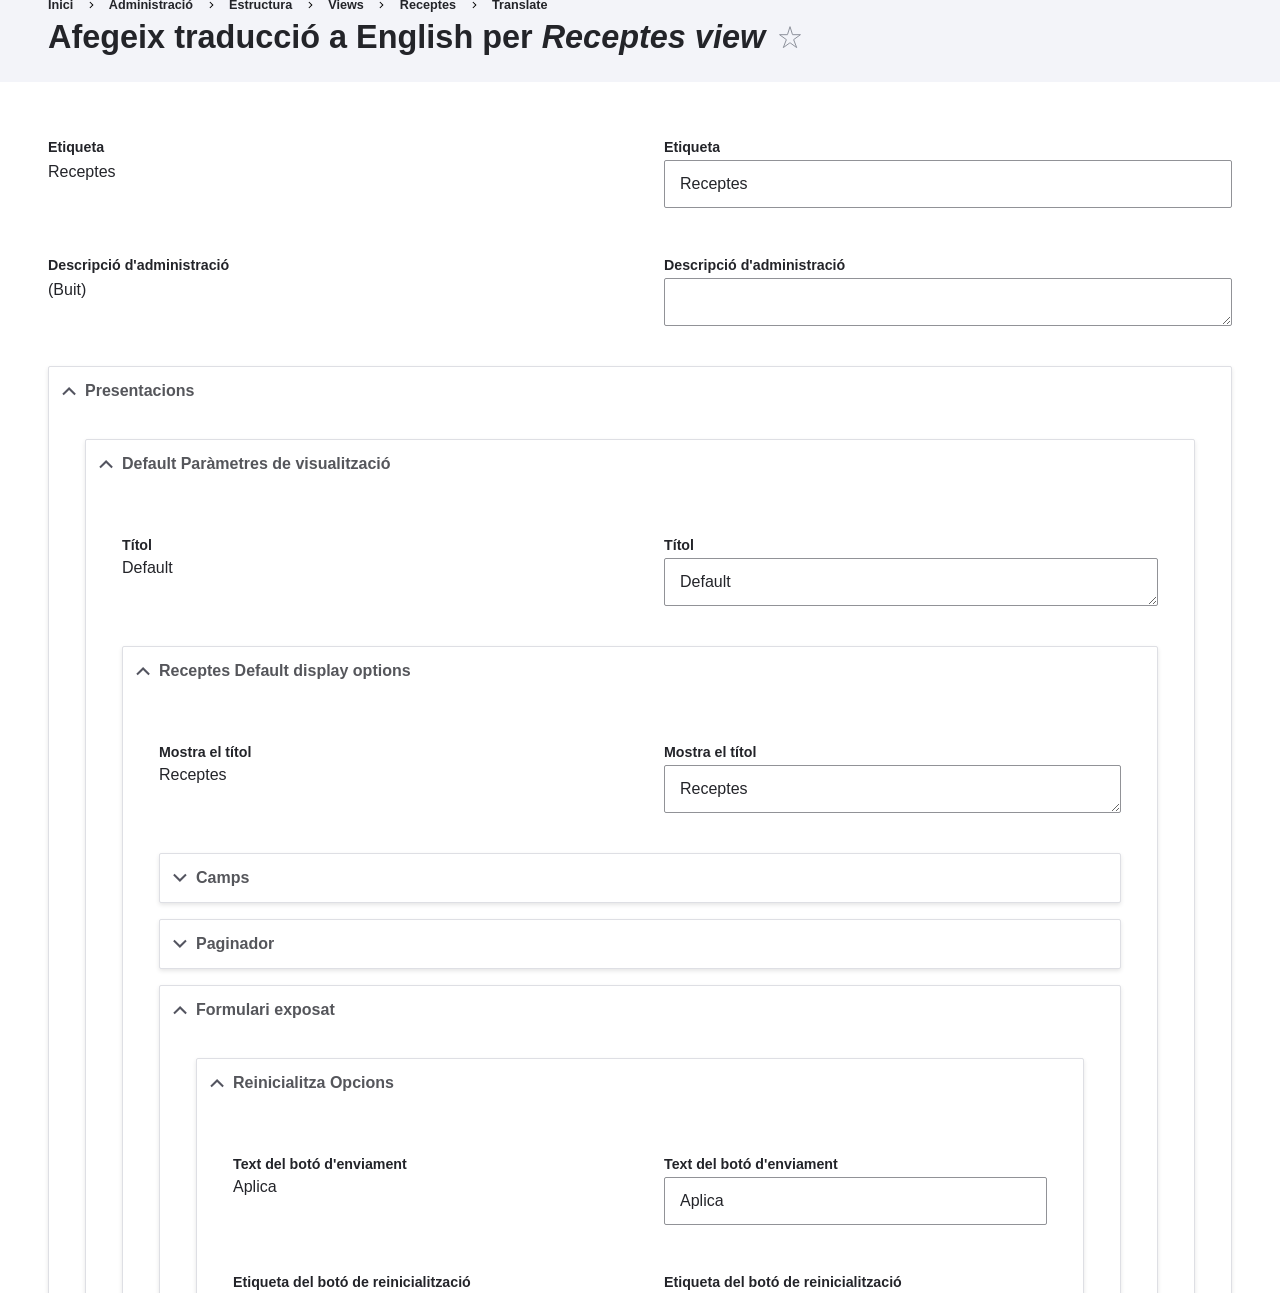 Inici > Administració > Estructura > Views > Receptes > Translate
Afegeix traducció a English per Receptes view ☆
Etiqueta
Receptes
Etiqueta
Receptes
Descripció d'administració
(Buit)
Descripció d'administració
Presentacions
Default Paràmetres de visualització
Títol
Default
Títol
Default
Receptes Default display options
Mostra el títol
Receptes
Mostra el títol
Receptes
Camps
Paginador
Formulari exposat
Reinicialitza Opcions
Text del botó d'enviament
Aplica
Text del botó d'enviament
Aplica
Etiqueta del botó de reinicialització
Etiqueta del botó de reinicialització